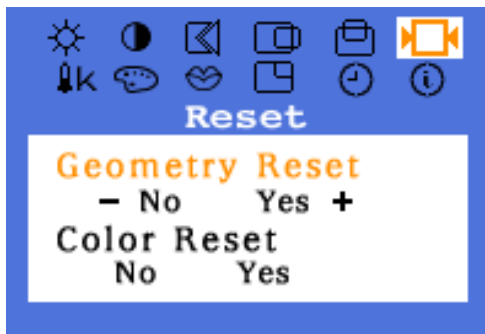 K
Reset
Geometry Reset
− No Yes +
Color Reset
No Yes